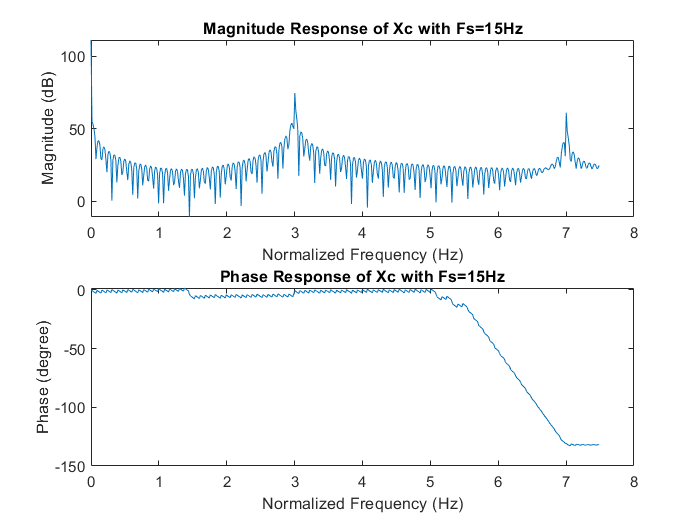 Magnitude Response of Xc with Fs=15Hz
Magnitude (dB)
100
50
0
0 1 2 3 4 5 6 7 8
Normalized Frequency (Hz)
Phase Response of Xc with Fs=15Hz
Phase (degree)
0
-50
-100
-150
0 1 2 3 4 5 6 7 8
Normalized Frequency (Hz)